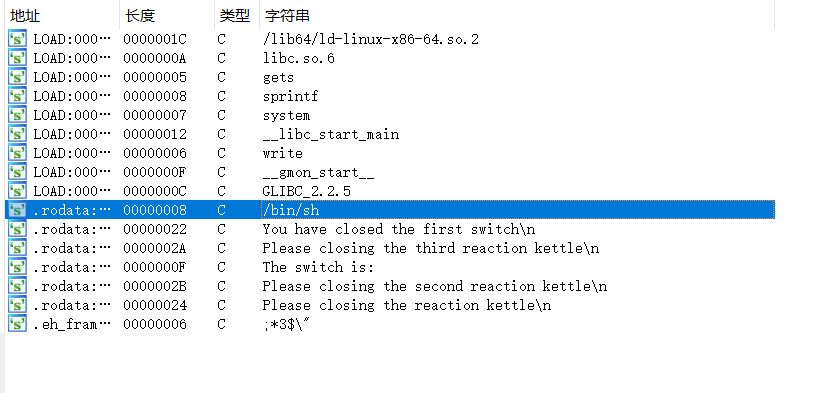 地址 长度 类型 字符串
LOAD:000… 0000001C C /lib64/ld-linux-x86-64.so.2
LOAD:000… 0000000A C libc.so.6
LOAD:000… 00000005 C gets
LOAD:000… 00000008 C sprintf
LOAD:000… 00000007 C system
LOAD:000… 00000012 C __libc_start_main
LOAD:000… 00000006 C write
LOAD:000… 0000000F C __gmon_start__
LOAD:000… 0000000C C GLIBC_2.2.5
.rodata:… 00000008 C /bin/sh
.rodata:… 00000022 C You have closed the first switch\n
.rodata:… 0000002A C Please closing the third reaction kettle\n
.rodata:… 0000000F C The switch is:
.rodata:… 0000002B C Please closing the second reaction kettle\n
.rodata:… 00000024 C Please closing the reaction kettle\n
.eh_fram… 00000006 C ;*3$\"